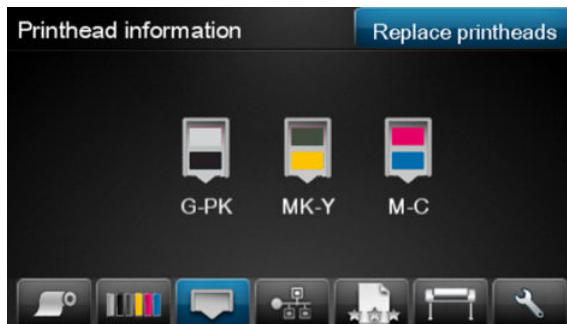 Printhead information
Replace printheads
G-PK
MK-Y
M-C